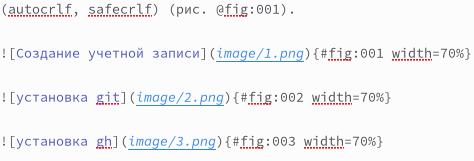 (autocrlf, safecrlf) (рис. @fig:001).
![Создание учетной записи](image/1.png){#fig:001 width=70%}
![установка git](image/2.png){#fig:002 width=70%}
![установка gh](image/3.png){#fig:003 width=70%}